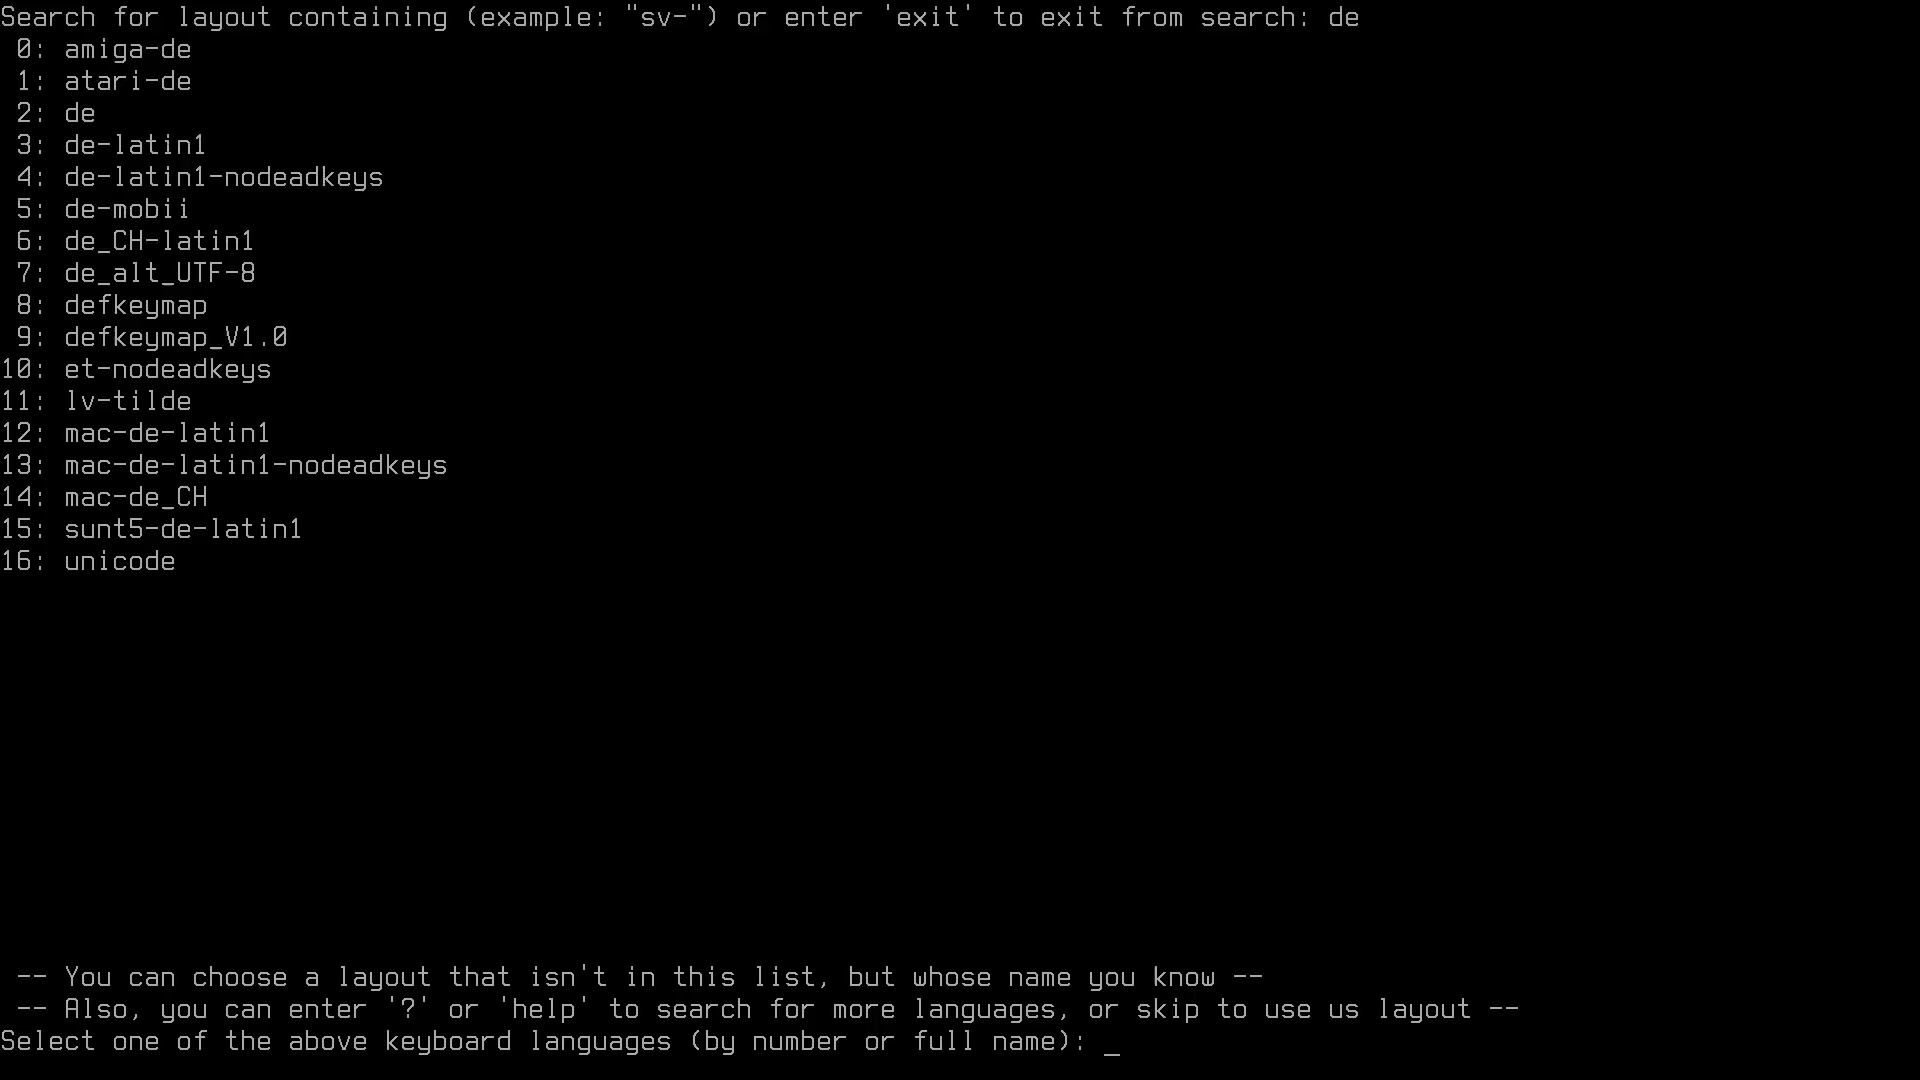 Search for layout containing (example: "sv-") or enter 'exit' to exit from search: de
 0: amiga-de
 1: atari-de
 2: de
 3: de-latin1
 4: de-latin1-nodeadkeys
 5: de-mobii
 6: de_CH-latin1
 7: de_alt_UTF-8
 8: defkeymap
 9: defkeymap_V1.0
10: et-nodeadkeys
11: lv-tilde
12: mac-de-latin1
13: mac-de-latin1-nodeadkeys
14: mac-de_CH
15: sunt5-de-latin1
16: unicode
 -- You can choose a layout that isn't in this list, but whose name you know --
 -- Also, you can enter '?' or 'help' to search for more languages, or skip to use us layout --
Select one of the above keyboard languages (by number or full name): _